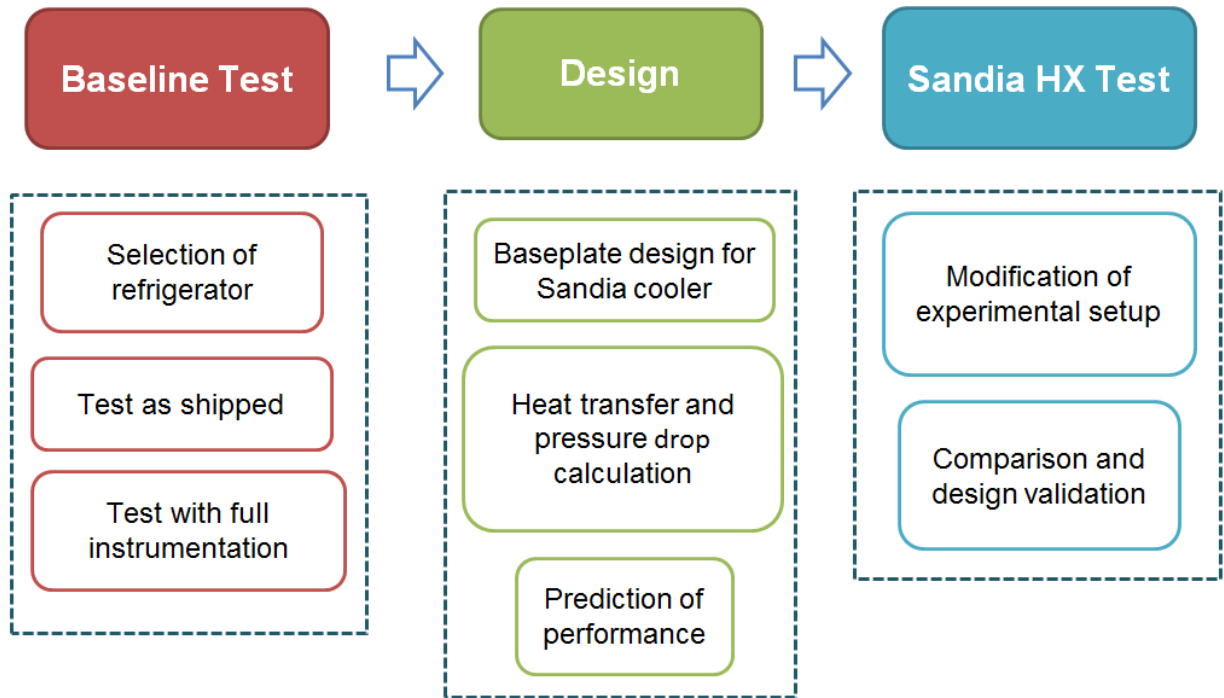 Baseline Test
Design
Sandia HX Test
Selection of
refrigerator
Test as shipped
Test with full
instrumentation
Baseplate design for
Sandia cooler
Heat transfer and
pressure drop
calculation
Prediction of
performance
Modification of
experimental setup
Comparison and
design validation